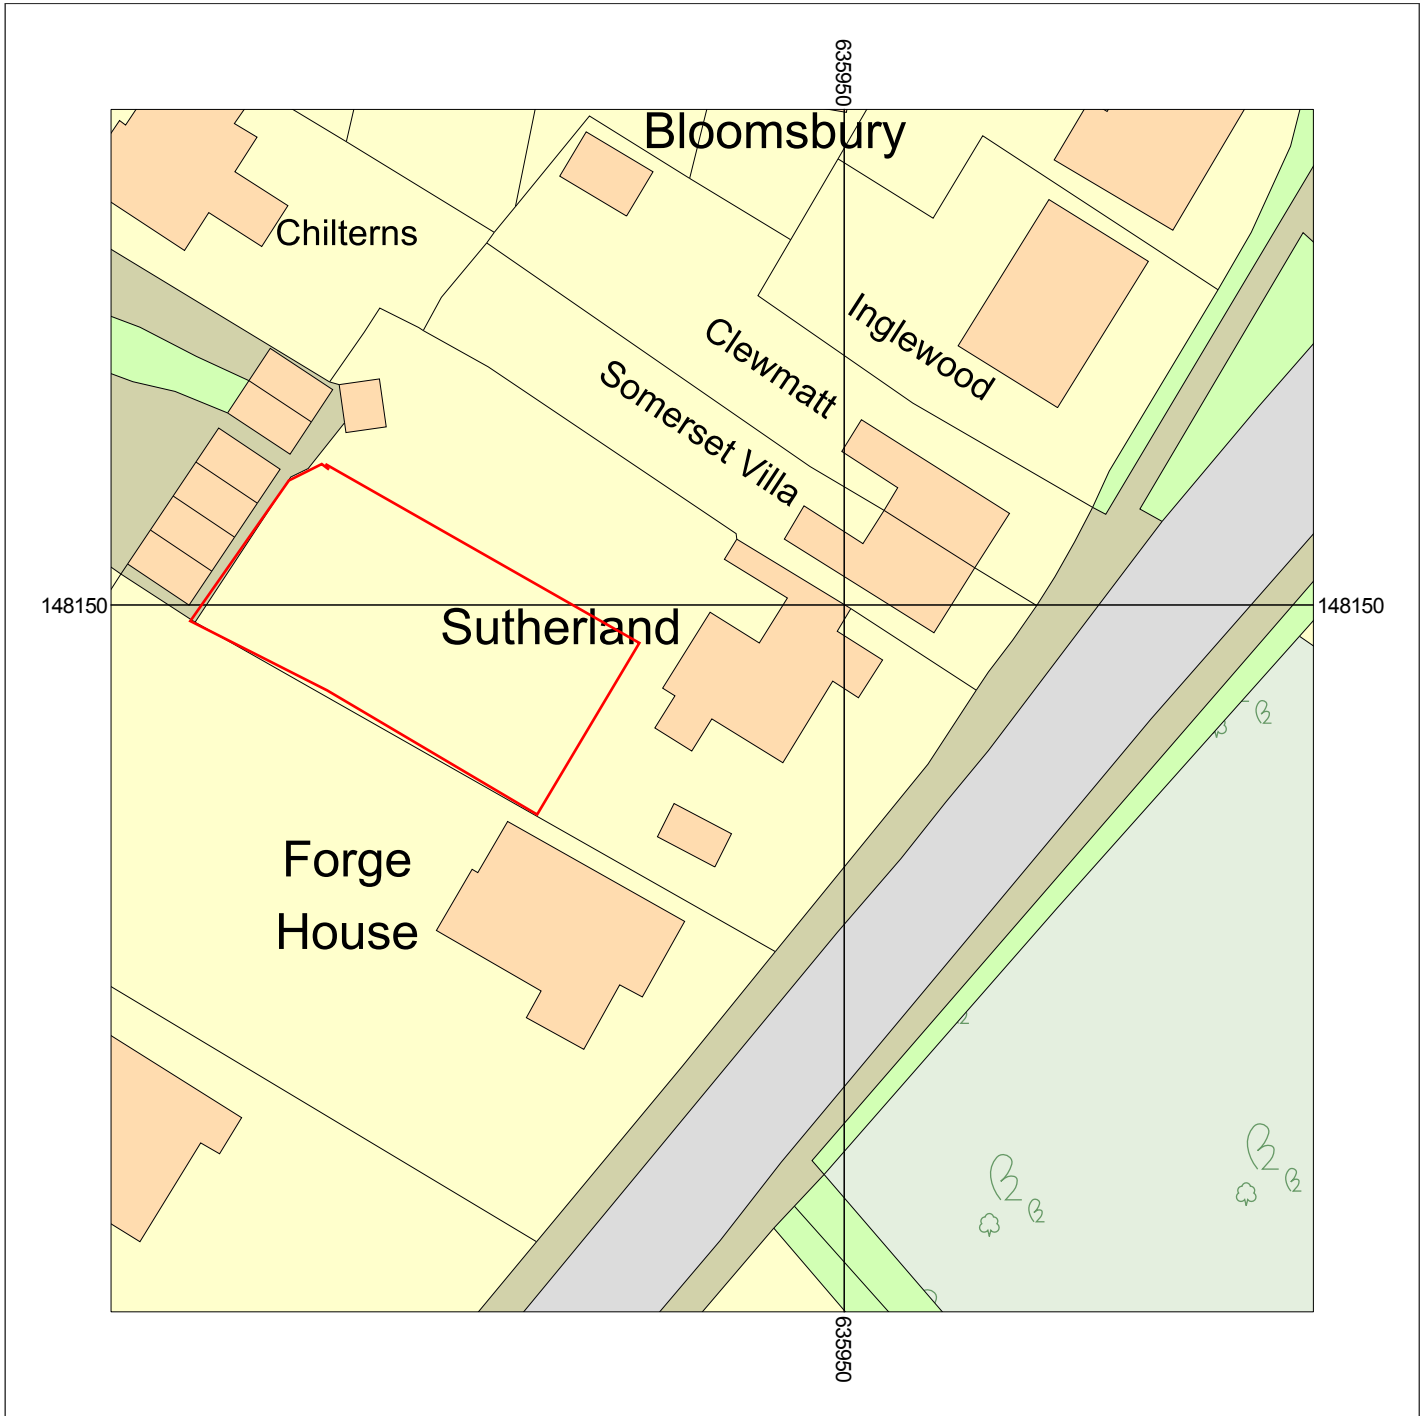 635950
Bloomsbury
Chilterns
Inglewood
Clewmatt
Somerset Villa
148150
148150
Sutherland
Forge
House
635950